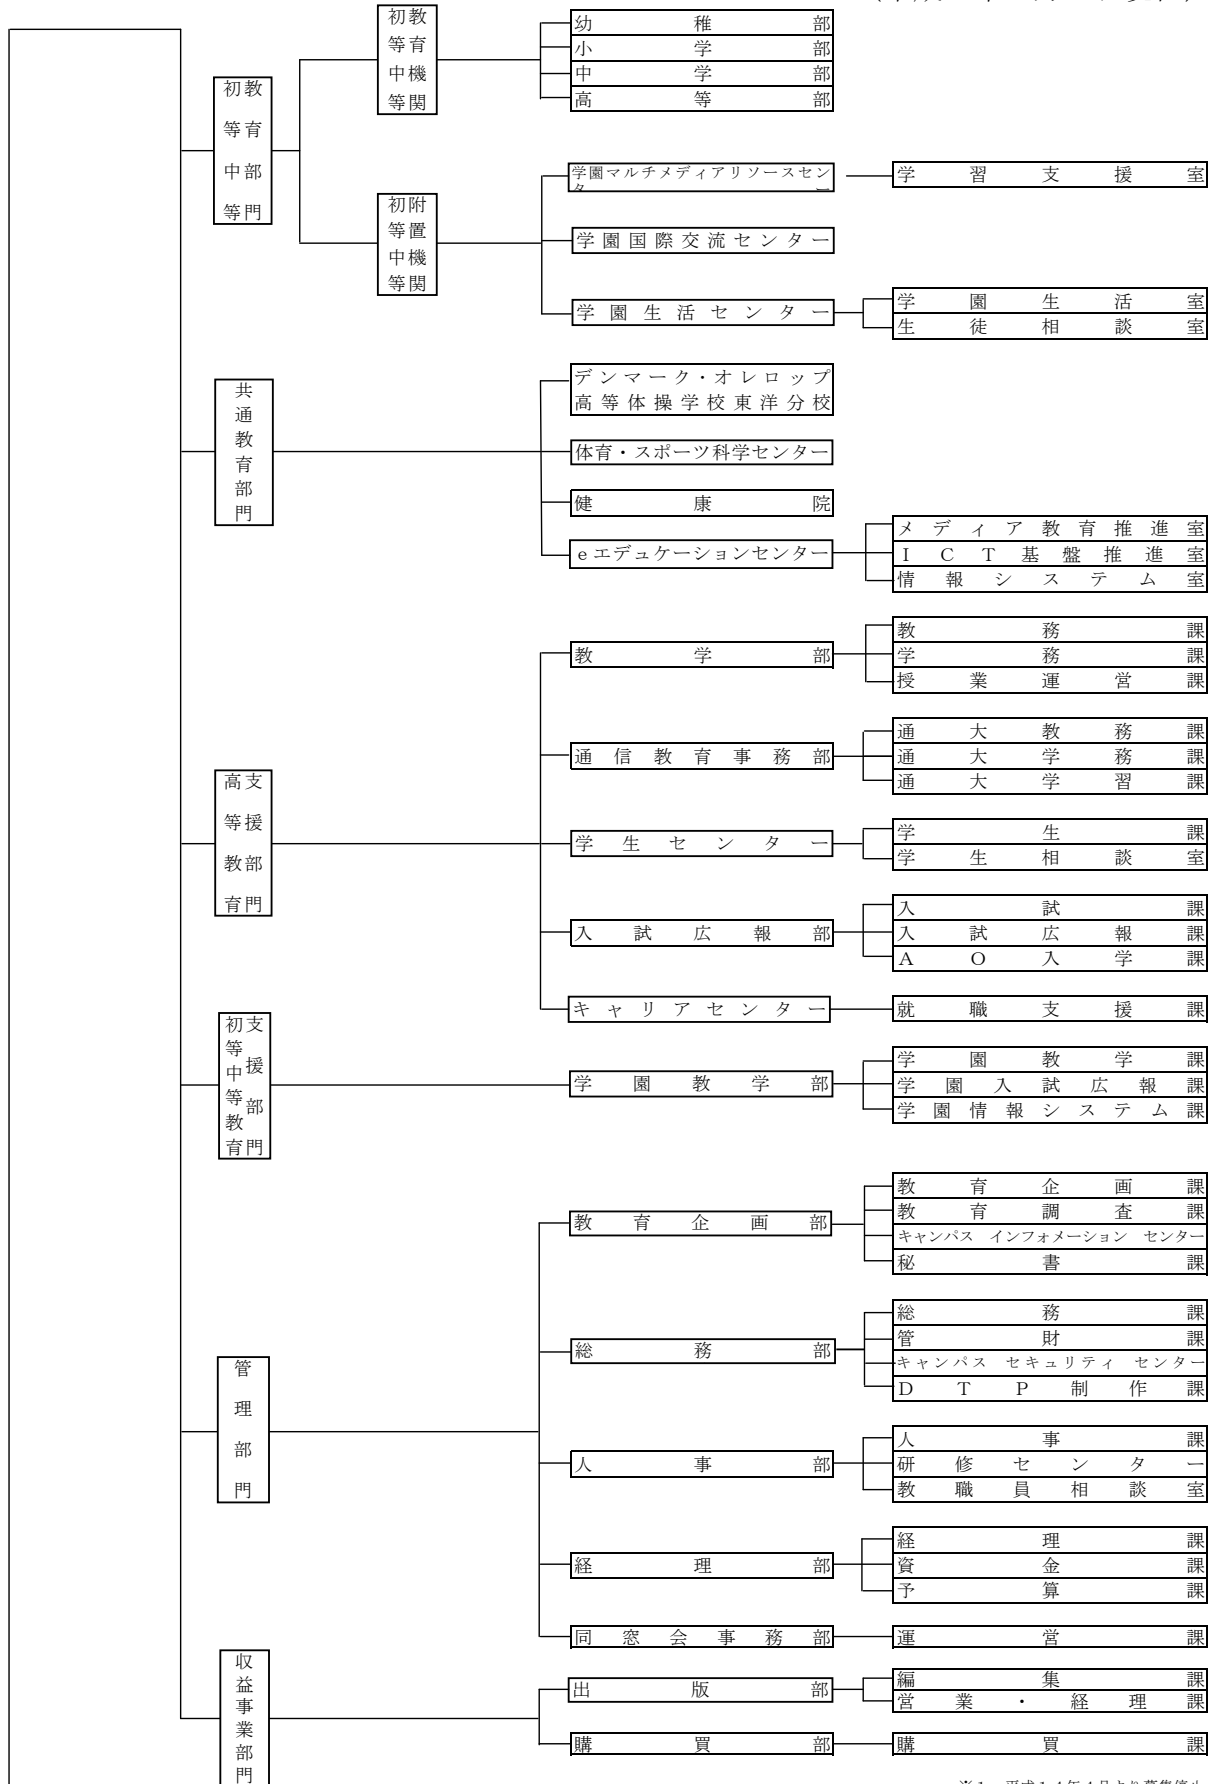 初等中等教育部門
初等中等教育機関
幼稚部
小学部
中学部
高等部
初等中等附置機関
学園マルチメディアリソースセンター
学習支援室
学園国際交流センター
学園生活センター
学園生活室
生徒相談室
共通教育部門
デンマーク・オレロップ
高等体操学校東洋分校
体育・スポーツ科学センター
健康院
eエデュケーションセンター
メディア教育推進室
ICT基盤推進室
情報システム室
高等教育支援部門
教学部
教務課
学務課
授業運営課
通信教育事務部
通大教務課
通大学務課
通大学習課
学生センター
学生課
学生相談室
入試広報部
入試課
入試広報課
AO入学課
キャリアセンター
就職支援課
初等中等教育支援部門
学園教学部
学園教学課
学園入試広報課
学園情報システム課
管理部門
教育企画部
教育企画課
教育調査課
キャンパス インフォメーション センター
秘書課
総務部
総務課
管財課
キャンパス セキュリティ センター
DTP制作課
人事部
人事課
研修センター
教職員相談室
経理部
経理課
資金課
予算課
同窓会事務部
運営課
収益事業部門
出版部
編集課
営業・経理課
購買部
購買課
※1 平成14年4月より募集停止